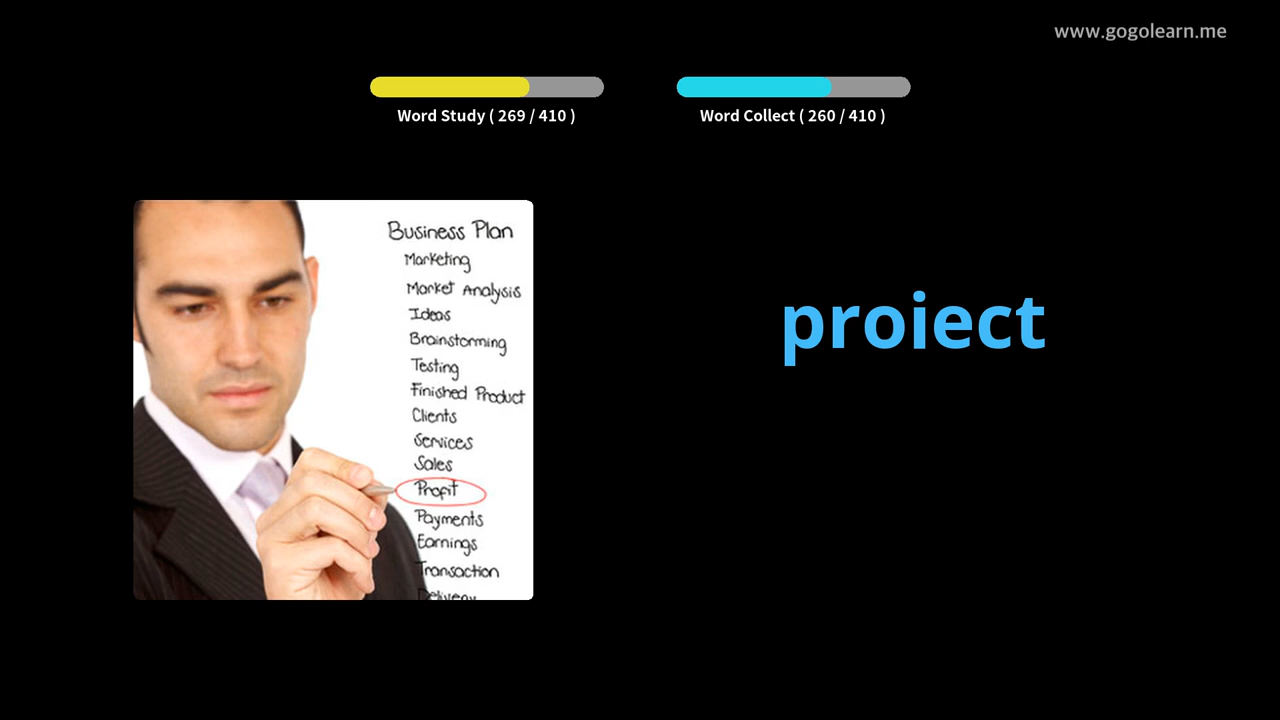 www.gogolearn.me
Word Study ( 269 / 410 )
Word Collect ( 260 / 410 )
Business Plan
Marketing
Market Analysis
Ideas
Brainstorming
Testing
Finished Product
Clients
Services
Sales
Profit
Payments
Earnings
Transaction
Delivery
proiect